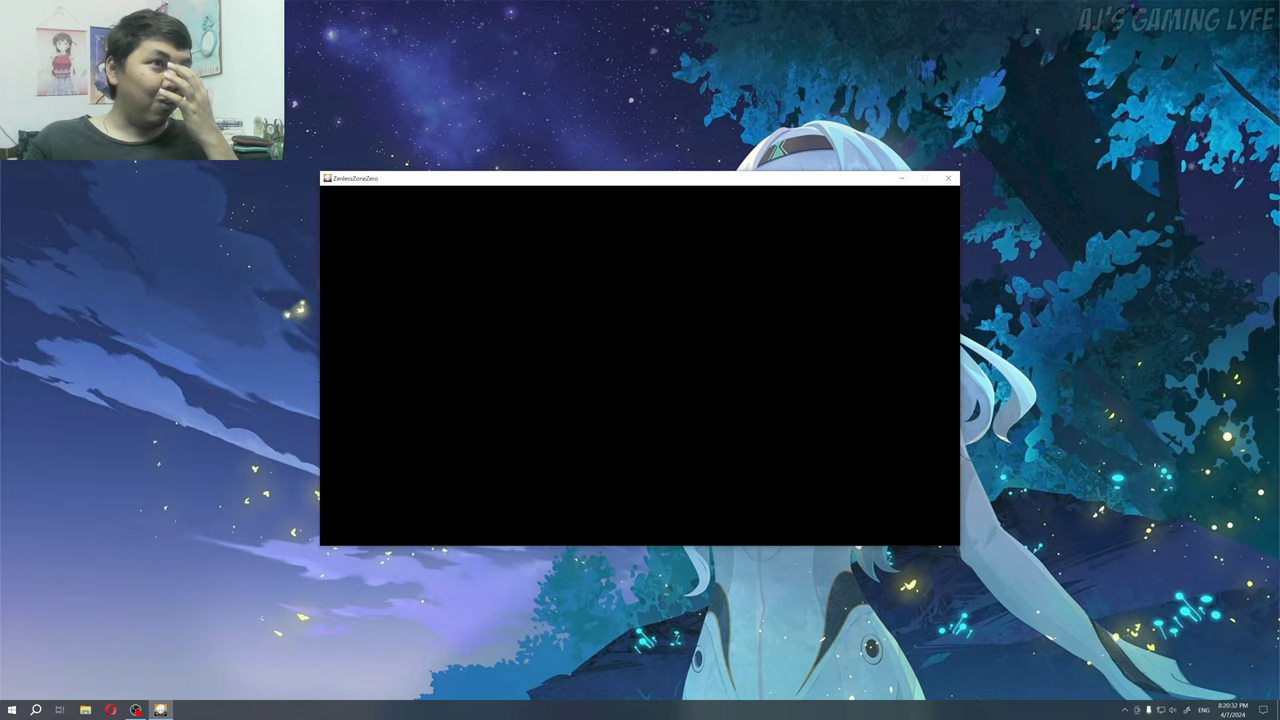 AJ'S GAMING LYFE
ZenlessZoneZero
ENG
8:20:32 PM
4/7/2024